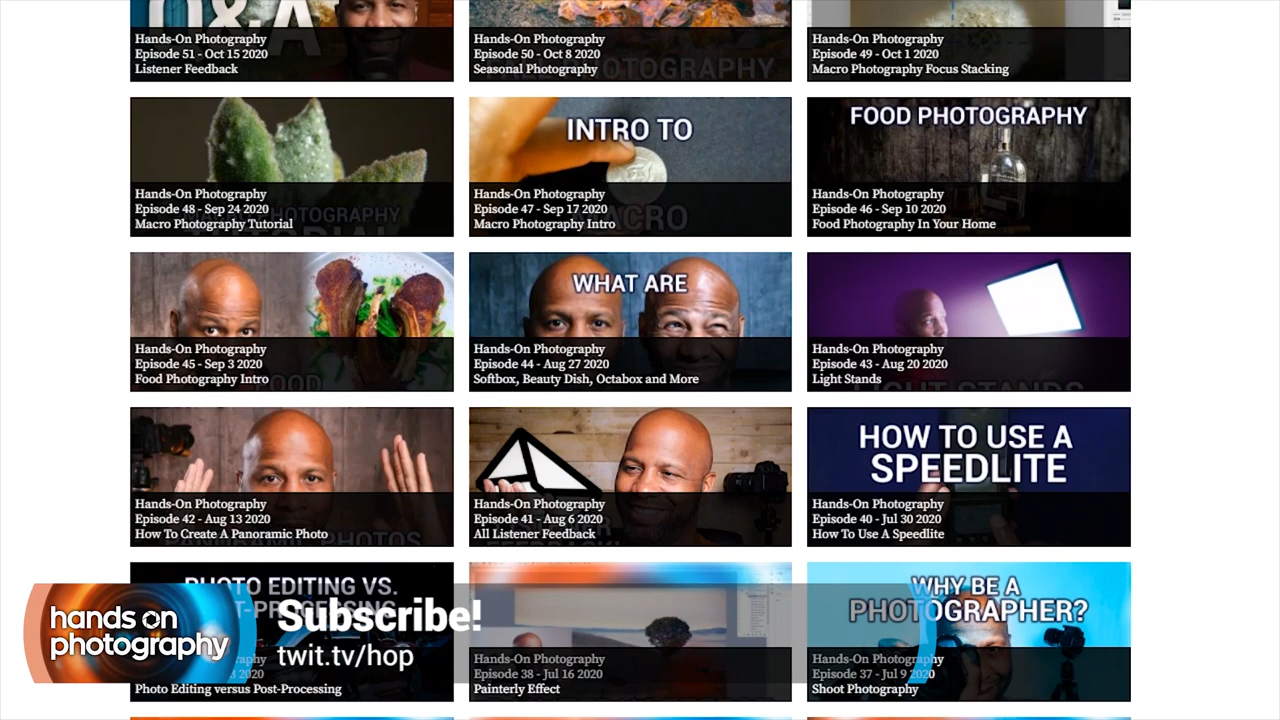 Q&A
Hands-On Photography
Episode 51 - Oct 15 2020
Listener Feedback
Hands-On Photography
Episode 50 - Oct 8 2020
Seasonal Photography
PHOTOGRAPHY
Hands-On Photography
Episode 49 - Oct 1 2020
Macro Photography Focus Stacking
Hands-On Photography
Episode 48 - Sep 24 2020
Macro Photography Tutorial
PHOTOGRAPHY
TUTORIAL
INTRO TO
MACRO
Hands-On Photography
Episode 47 - Sep 17 2020
Macro Photography Intro
FOOD PHOTOGRAPHY
Hands-On Photography
Episode 46 - Sep 10 2020
Food Photography In Your Home
Hands-On Photography
Episode 45 - Sep 3 2020
Food Photography Intro
FOOD
WHAT ARE
Hands-On Photography
Episode 44 - Aug 27 2020
Softbox, Beauty Dish, Octabox and More
Hands-On Photography
Episode 43 - Aug 20 2020
Light Stands
LIGHT STANDS
Hands-On Photography
Episode 42 - Aug 13 2020
How To Create A Panoramic Photo
PANORAMIC PHOTOS
Hands-On Photography
Episode 41 - Aug 6 2020
All Listener Feedback
HOW TO USE A
SPEEDLITE
Hands-On Photography
Episode 40 - Jul 30 2020
How To Use A Speedlite
PHOTO EDITING VS.
Photo Editing versus Post-Processing
Hands-On Photography
Episode 38 - Jul 16 2020
Painterly Effect
WHY BE A
PHOTOGRAPHER?
Hands-On Photography
Episode 37 - Jul 9 2020
Shoot Photography
hands on
photography
Subscribe!
twit.tv/hop